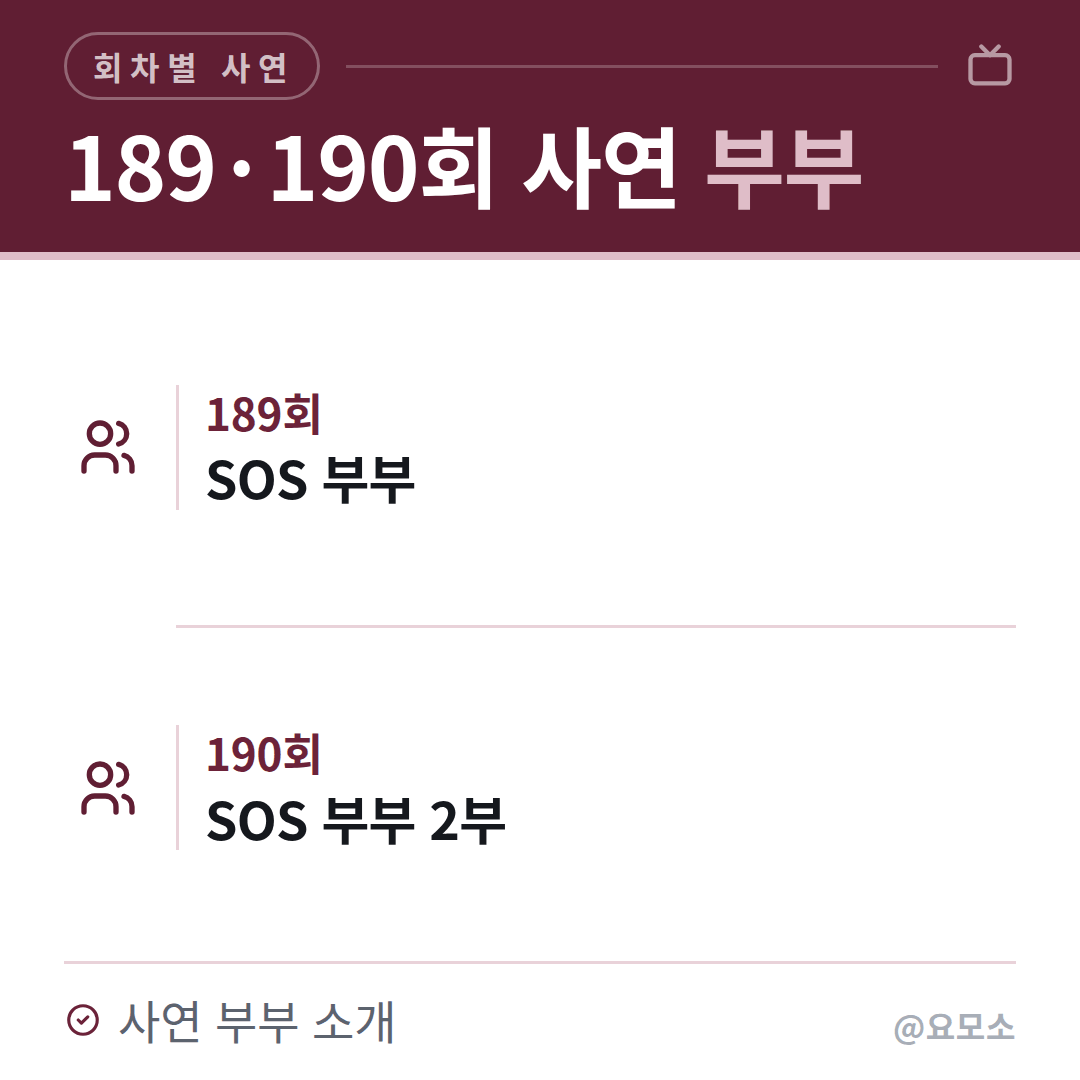 회차별 사연
189·190회 사연 부부
189회
SOS 부부
190회
SOS 부부 2부
사연 부부 소개
@요모소